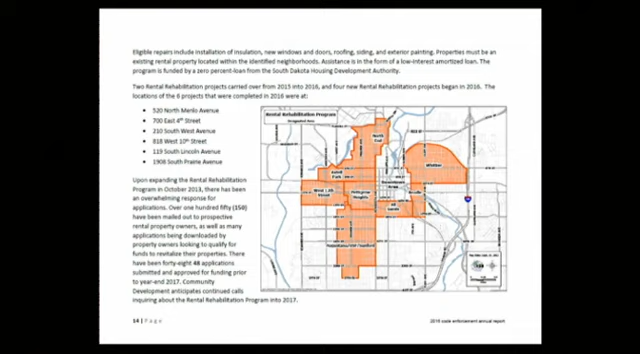 Eligible repairs include installation of insulation, new windows and doors, roofing, siding, and exterior painting. Properties must be an
existing rental property located within the identified neighborhoods. Assistance is in the form of a low-interest amortized loan. The
program is funded by a zero percent-loan from the South Dakota Housing Development Authority.
Two Rental Rehabilitation projects carried over from 2015 into 2016, and four new Rental Rehabilitation projects began in 2016. The
locations of the 6 projects that were completed in 2016 were at:
• 520 North Menlo Avenue
• 700 East 4th Street
• 210 South West Avenue
• 818 West 10th Street
• 119 South Lincoln Avenue
• 1908 South Prairie Avenue
Upon expanding the Rental Rehabilitation
Program in October 2013, there has been
an overwhelming response for
applications. Over one hundred fifty (150)
have been mailed out to prospective
rental property owners, as well as many
applications being downloaded by
property owners looking to qualify for
funds to revitalize their properties. There
have been forty-eight 48 applications
submitted and approved for funding prior
to year-end 2017. Community
Development anticipates continued calls
inquiring about the Rental Rehabilitation Program into 2017.
Rental Rehabilitation Program
Designated Area
North
End
Whittier
Downtown
Pettigrew
Heights
14 | Page
2016 code enforcement annual report